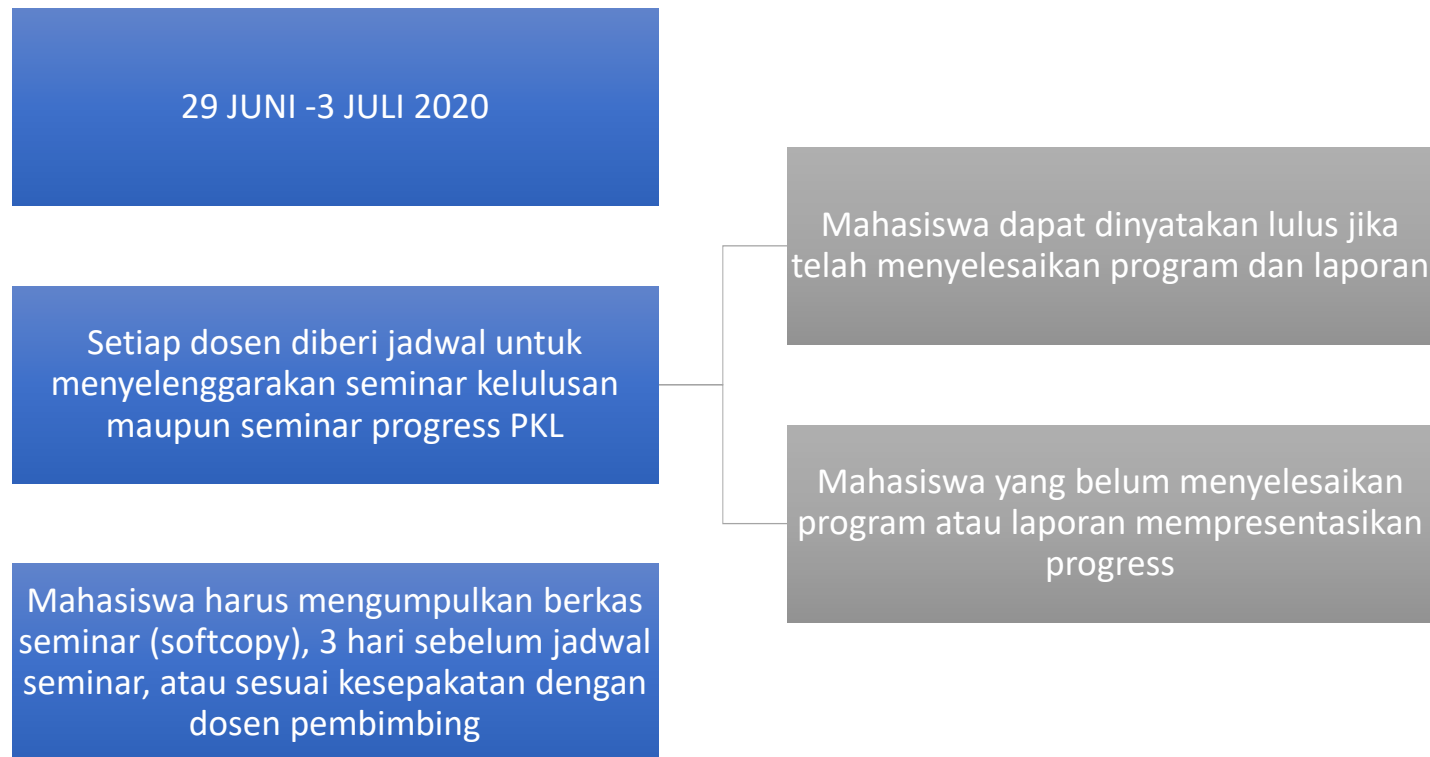 29 JUNI -3 JULI 2020
Setiap dosen diberi jadwal untuk
menyelenggarakan seminar kelulusan
maupun seminar progress PKL
Mahasiswa dapat dinyatakan lulus jika
telah menyelesaikan program dan laporan
Mahasiswa yang belum menyelesaikan
program atau laporan mempresentasikan
progress
Mahasiswa harus mengumpulkan berkas
seminar (softcopy), 3 hari sebelum jadwal
seminar, atau sesuai kesepakatan dengan
dosen pembimbing